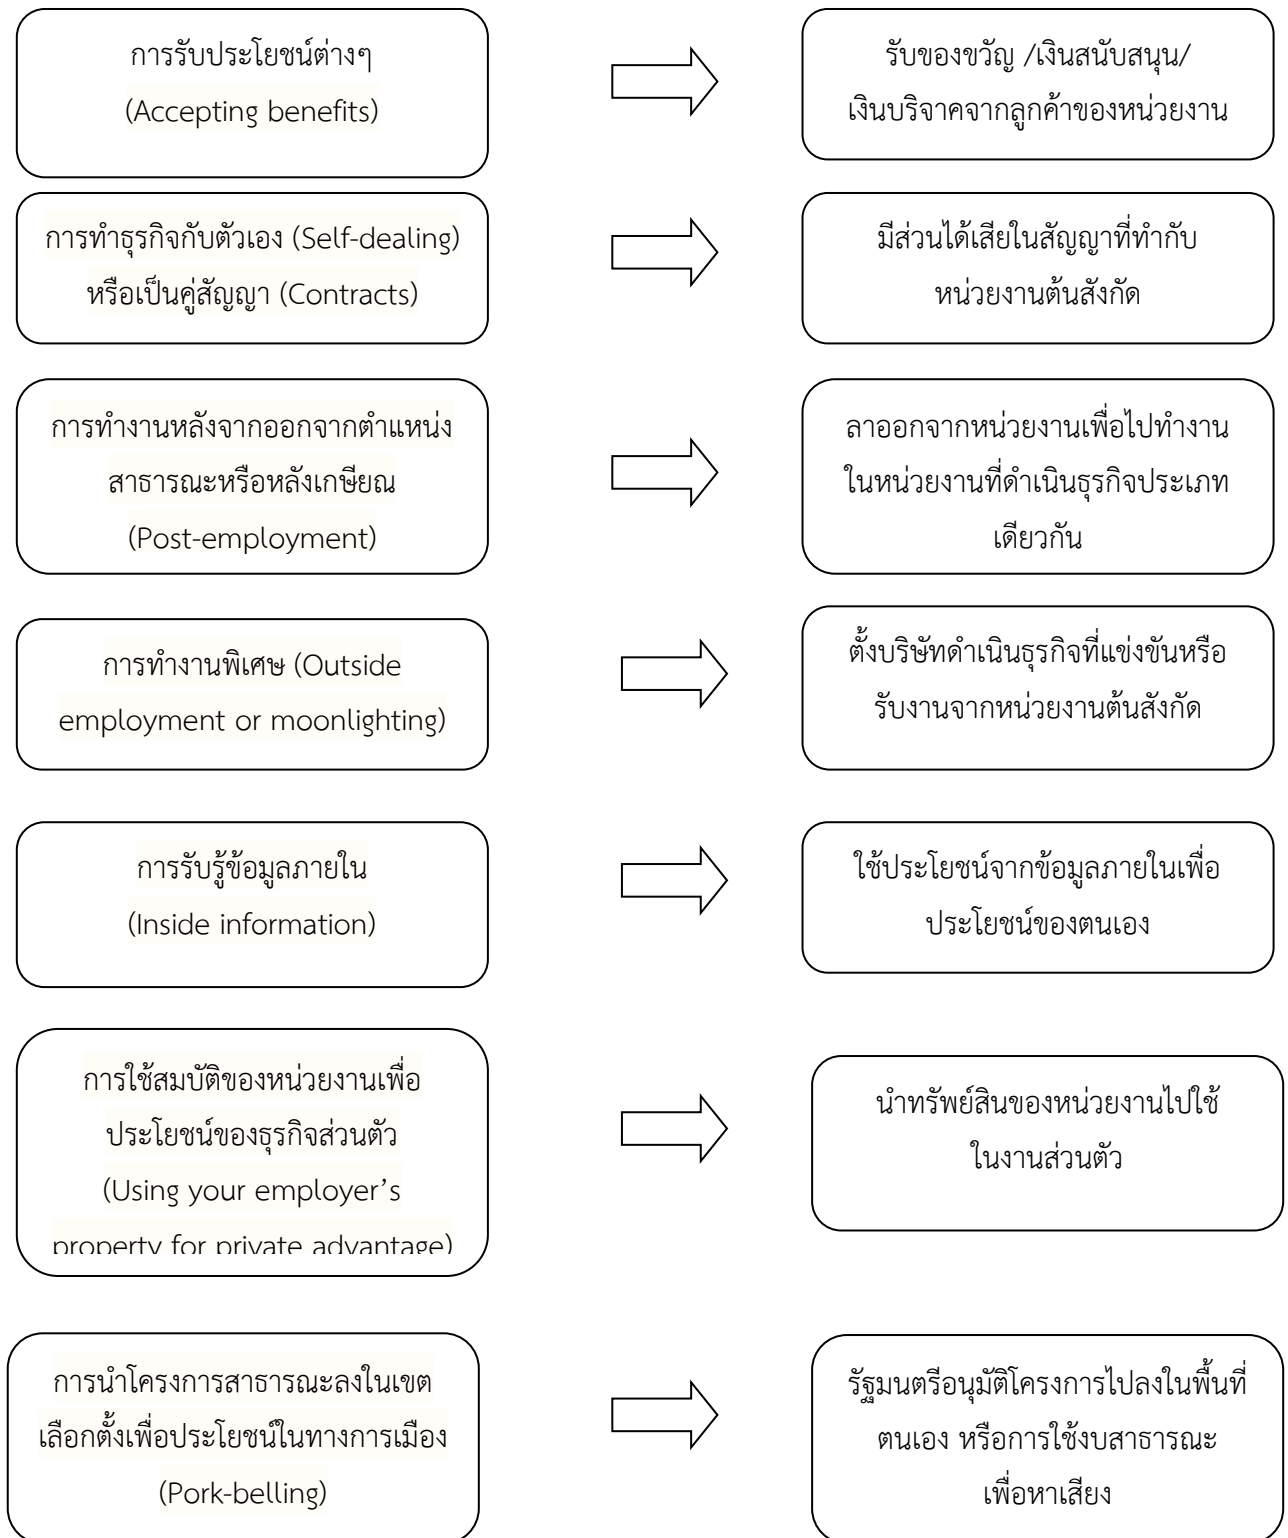 การรับประโยชน์ต่างๆ
(Accepting benefits)
รับของขวัญ /เงินสนับสนุน/
เงินบริจาคจากลูกค้าของหน่วยงาน
การทำธุรกิจกับตัวเอง (Self-dealing)
หรือเป็นคู่สัญญา (Contracts)
มีส่วนได้เสียในสัญญาที่ทำกับ
หน่วยงานต้นสังกัด
การทำงานหลังจากออกจากตำแหน่ง
สาธารณะหรือหลังเกษียณ
(Post-employment)
ลาออกจากหน่วยงานเพื่อไปทำงาน
ในหน่วยงานที่ดำเนินธุรกิจประเภท
เดียวกัน
การทำงานพิเศษ (Outside
employment or moonlighting)
ตั้งบริษัทดำเนินธุรกิจที่แข่งขันหรือ
รับงานจากหน่วยงานต้นสังกัด
การรับรู้ข้อมูลภายใน
(Inside information)
ใช้ประโยชน์จากข้อมูลภายในเพื่อ
ประโยชน์ของตนเอง
การใช้สมบัติของหน่วยงานเพื่อ
ประโยชน์ของธุรกิจส่วนตัว
(Using your employer’s
property for private advantage)
นำทรัพย์สินของหน่วยงานไปใช้
ในงานส่วนตัว
การนำโครงการสาธารณะลงในเขต
เลือกตั้งเพื่อประโยชน์ในทางการเมือง
(Pork-belling)
รัฐมนตรีอนุมัติโครงการไปลงในพื้นที่
ตนเอง หรือการใช้งบสาธารณะ
เพื่อหาเสียง